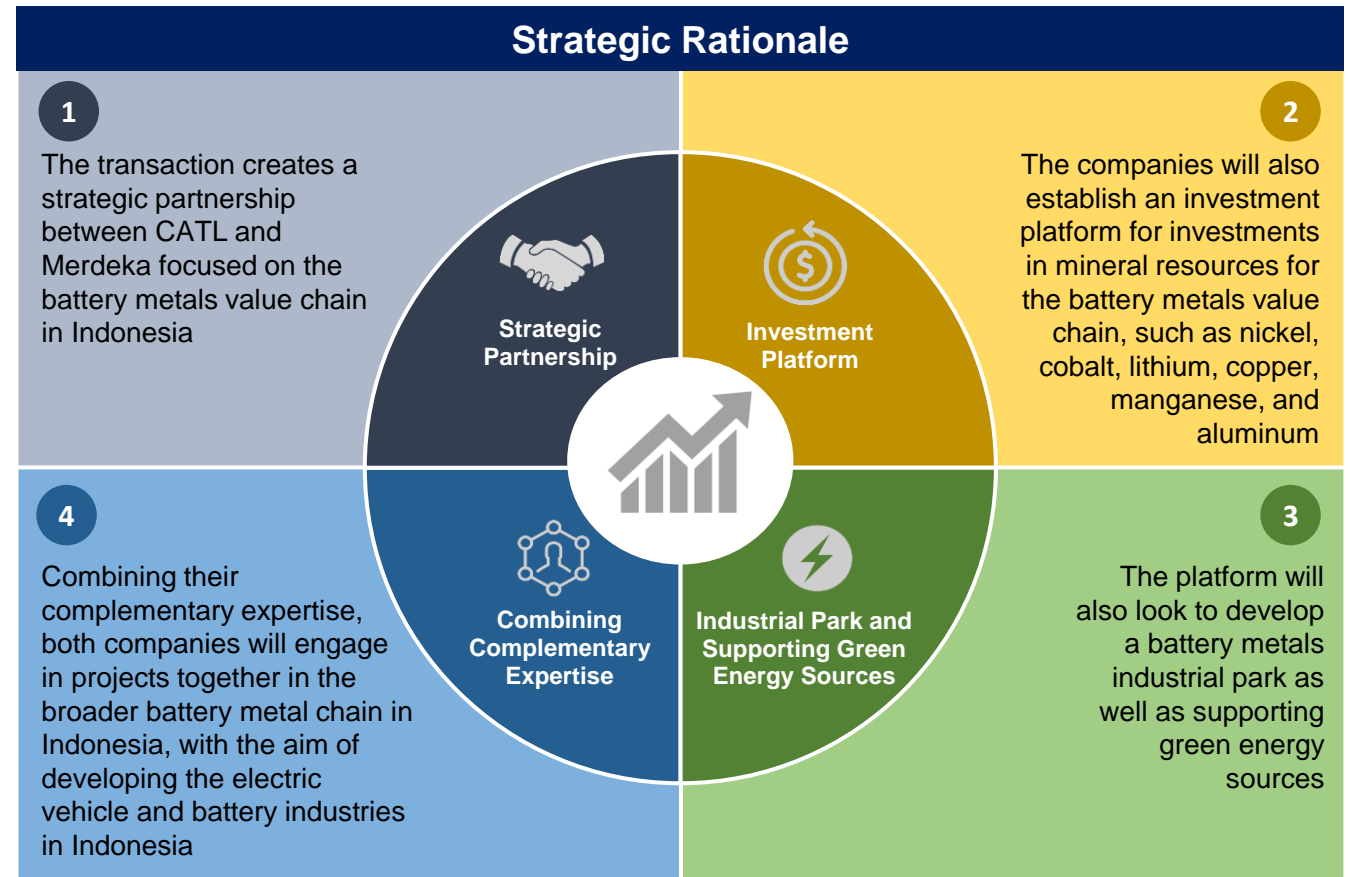 Strategic Rationale
1
The transaction creates a
strategic partnership
between CATL and
Merdeka focused on the
battery metals value chain
in Indonesia
Strategic
Partnership
2
The companies will also
establish an investment
platform for investments
in mineral resources for
the battery metals value
chain, such as nickel,
cobalt, lithium, copper,
manganese, and
aluminum
$
Investment
Platform
3
The platform will
also look to develop
a battery metals
industrial park as
well as supporting
green energy
sources
Industrial Park and
Supporting Green
Energy Sources
4
Combining their
complementary expertise,
both companies will engage
in projects together in the
broader battery metal chain in
Indonesia, with the aim of
developing the electric
vehicle and battery industries
in Indonesia
Combining
Complementary
Expertise